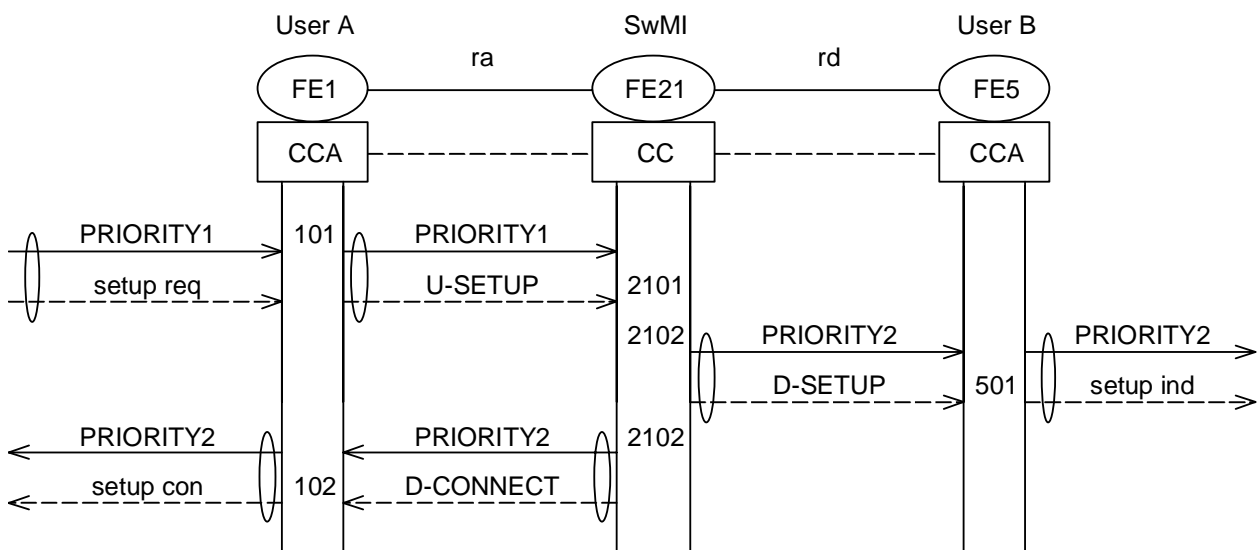 User A
SwMI
User B
ra
rd
FE1
FE21
FE5
CCA
CC
CCA
PRIORITY1
101
PRIORITY1
setup req
U-SETUP
2101
2102
PRIORITY2
PRIORITY2
D-SETUP
501
setup ind
PRIORITY2
PRIORITY2
2102
setup con
102
D-CONNECT